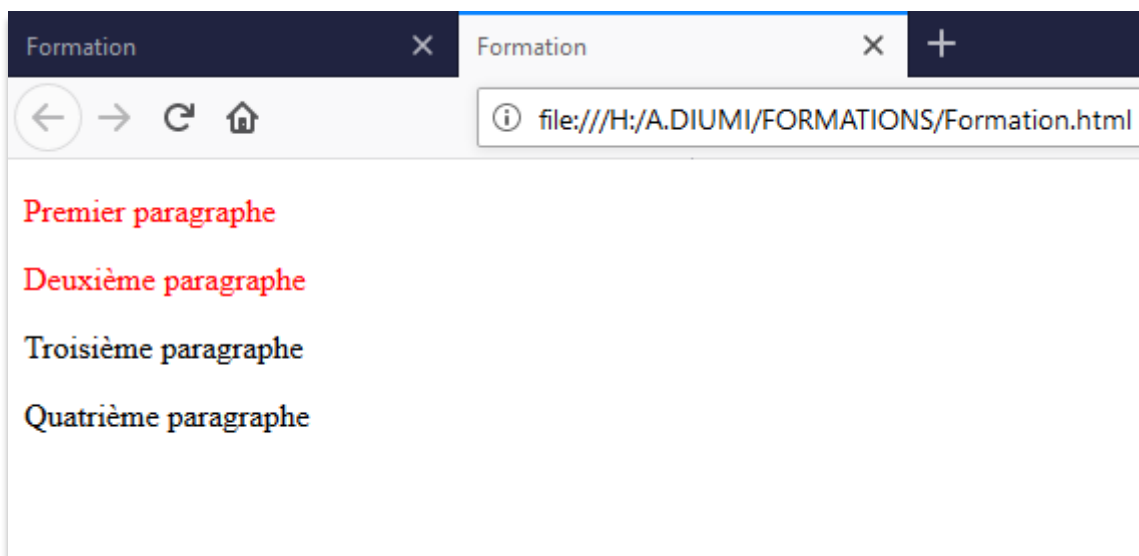 Formation
Formation
file:///H:/A.DIUMI/FORMATIONS/Formation.html
Premier paragraphe
Deuxième paragraphe
Troisième paragraphe
Quatrième paragraphe